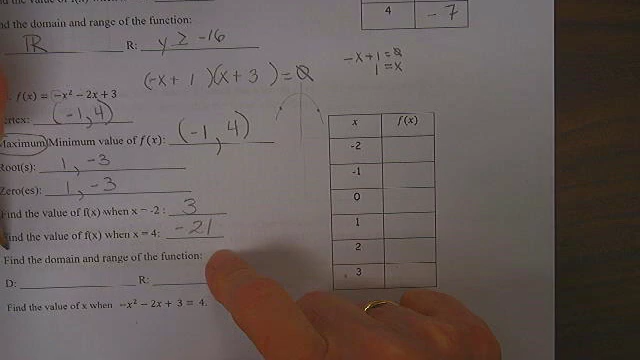 4 -7
nd the domain and range of the function:
ℝ R: y ≥ -16
-x+1=0
1=x
(-x+1)(x+3)=0
f(x) = -x² - 2x + 3
ertex: (-1,4)
Maximum/Minimum value of f(x): (-1,4)
Root(s): 1, -3
Zero(es): 1, -3
Find the value of f(x) when x = -2: 3
Find the value of f(x) when x = 4: -21
Find the domain and range of the function:
D: R:
Find the value of x when -x² - 2x + 3 = 4.
x f(x)
-2
-1
0
1
2
3